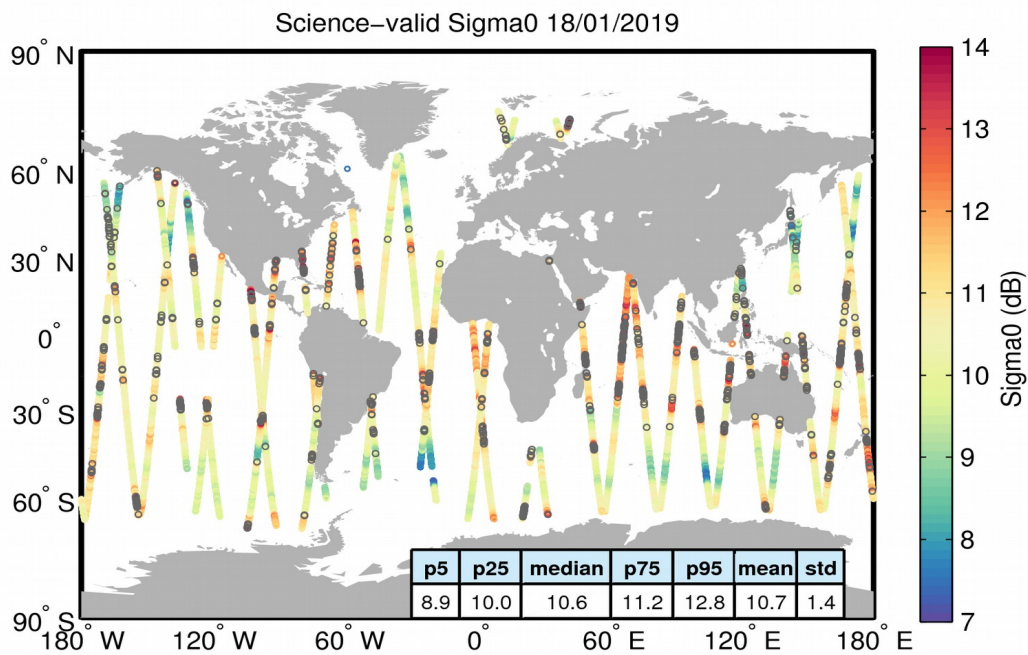 Science−valid Sigma0 18/01/2019
90° N
60° N
30° N
0°
30° S
60° S
90° S
180° W
120° W
60° W
0°
60° E
120° E
180° E
p5 p25 median p75 p95 mean std
8.9 10.0 10.6 11.2 12.8 10.7 1.4
14
13
12
11
10
9
8
7
Sigma0 (dB)